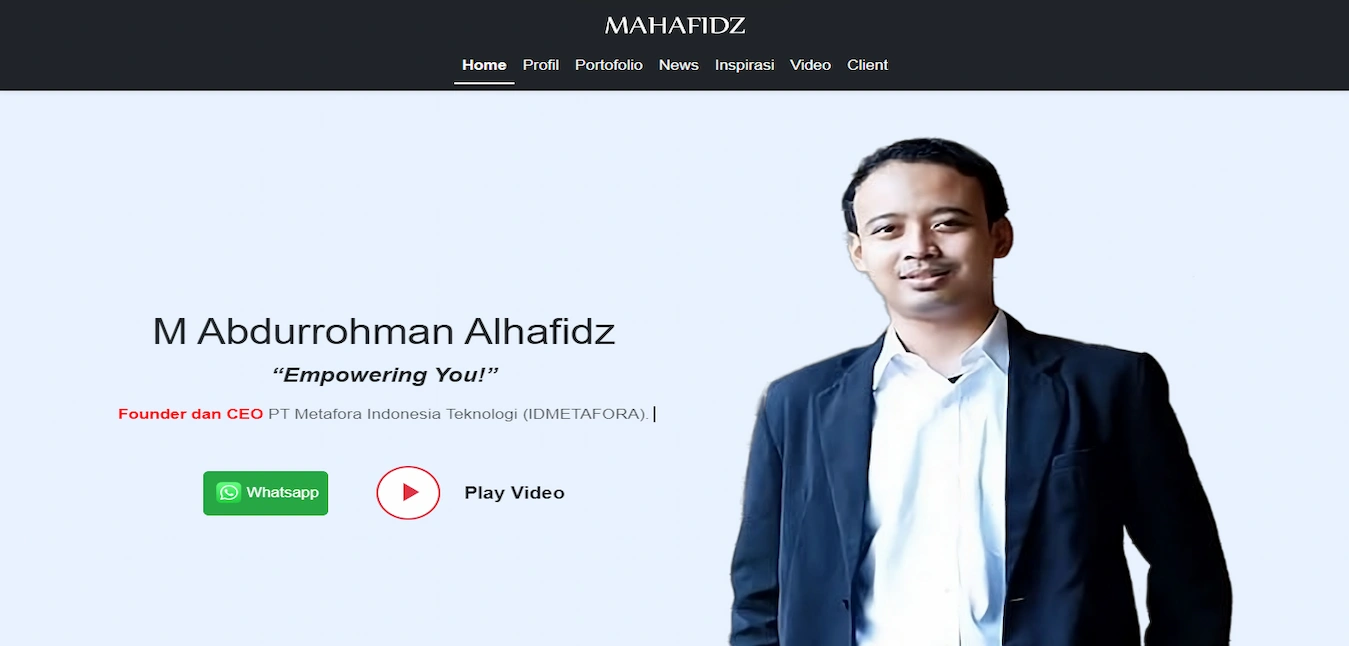 MAHAFIDZ
Home Profil Portofolio News Inspirasi Video Client
M Abdurrohman Alhafidz
“Empowering You!”
Founder dan CEO PT Metafora Indonesia Teknologi (IDMETAFORA).
Whatsapp Play Video